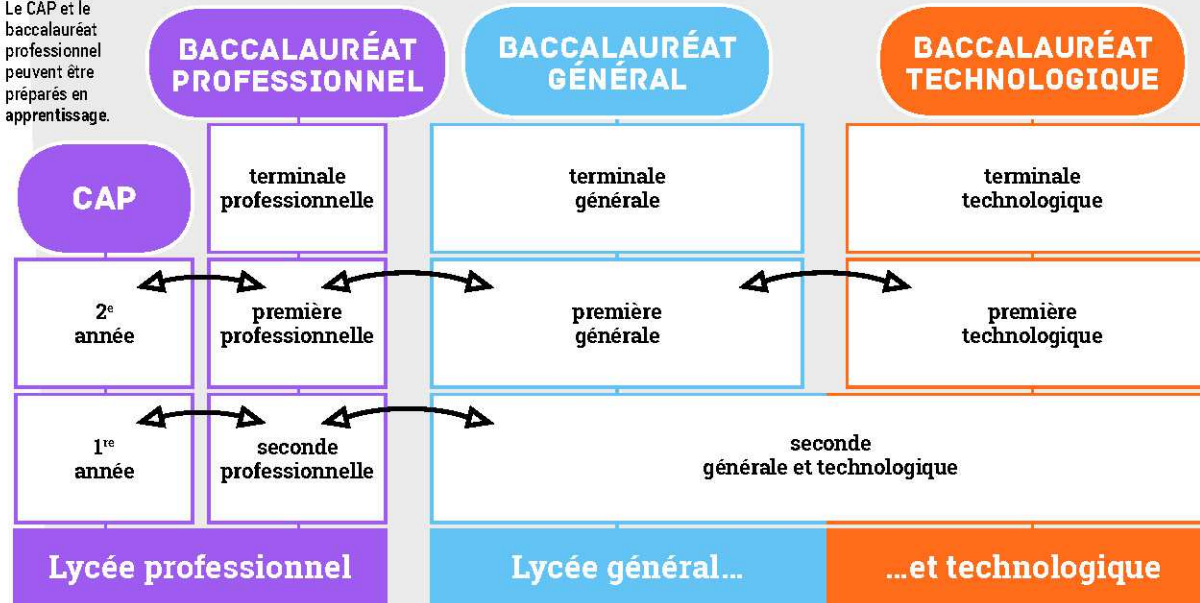 Le CAP et le
baccalauréat
professionnel
peuvent être
préparés en
apprentissage.
BACCALAURÉAT
PROFESSIONNEL
BACCALAURÉAT
GÉNÉRAL
BACCALAURÉAT
TECHNOLOGIQUE
CAP
terminale
professionnelle
terminale
générale
terminale
technologique
2e
année
première
professionnelle
première
générale
première
technologique
1re
année
seconde
professionnelle
seconde
générale et technologique
Lycée professionnel
Lycée général...
...et technologique